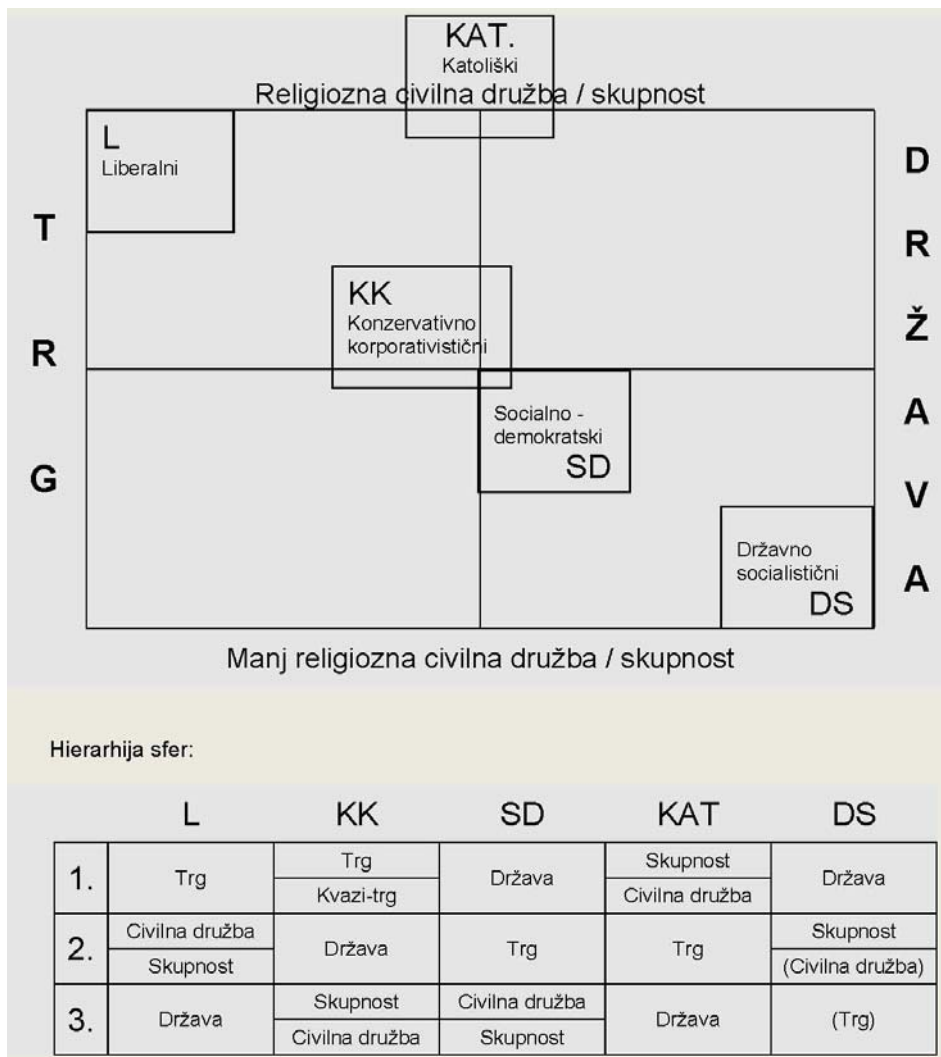 KAT.
Katoliški
Religiozna civilna družba / skupnost
L
Liberalni
T
R
G
D
R
Ž
A
V
A
KK
Konzervativno
korporativistični
Socialno -
demokratski
SD
Državno
socialistični
DS
Manj religiozna civilna družba / skupnost
Hierarhija sfer:
L KK SD KAT DS
1. Trg Trg Kvazi-trg Država Skupnost Civilna družba Država
2. Civilna družba Skupnost Država Trg Trg Skupnost (Civilna družba)
3. Država Skupnost Civilna družba Civilna družba Skupnost Država (Trg)